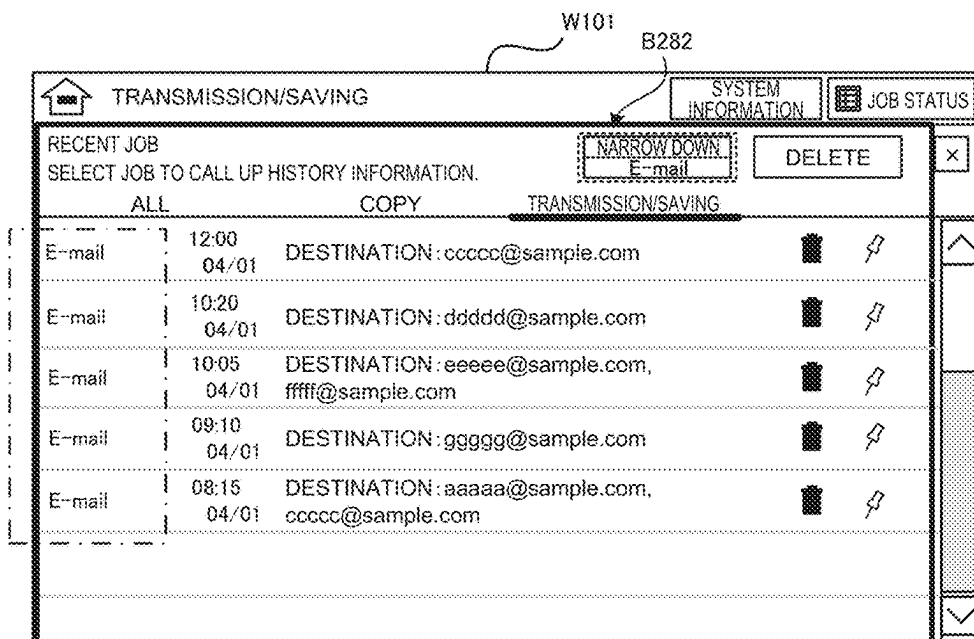 W101
B282
TRANSMISSION/SAVING
SYSTEM
INFORMATION
JOB STATUS
RECENT JOB
SELECT JOB TO CALL UP HISTORY INFORMATION.
NARROW DOWN
E-mail
DELETE
×
ALL COPY TRANSMISSION/SAVING
E-mail 12:00 DESTINATION:ccccc@sample.com
04/01
E-mail 10:20 DESTINATION:ddddd@sample.com
04/01
E-mail 10:05 DESTINATION:eeeee@sample.com,
04/01 fffff@sample.com
E-mail 09:10 DESTINATION:ggggg@sample.com
04/01
E-mail 08:15 DESTINATION:aaaaa@sample.com,
04/01 ccccc@sample.com